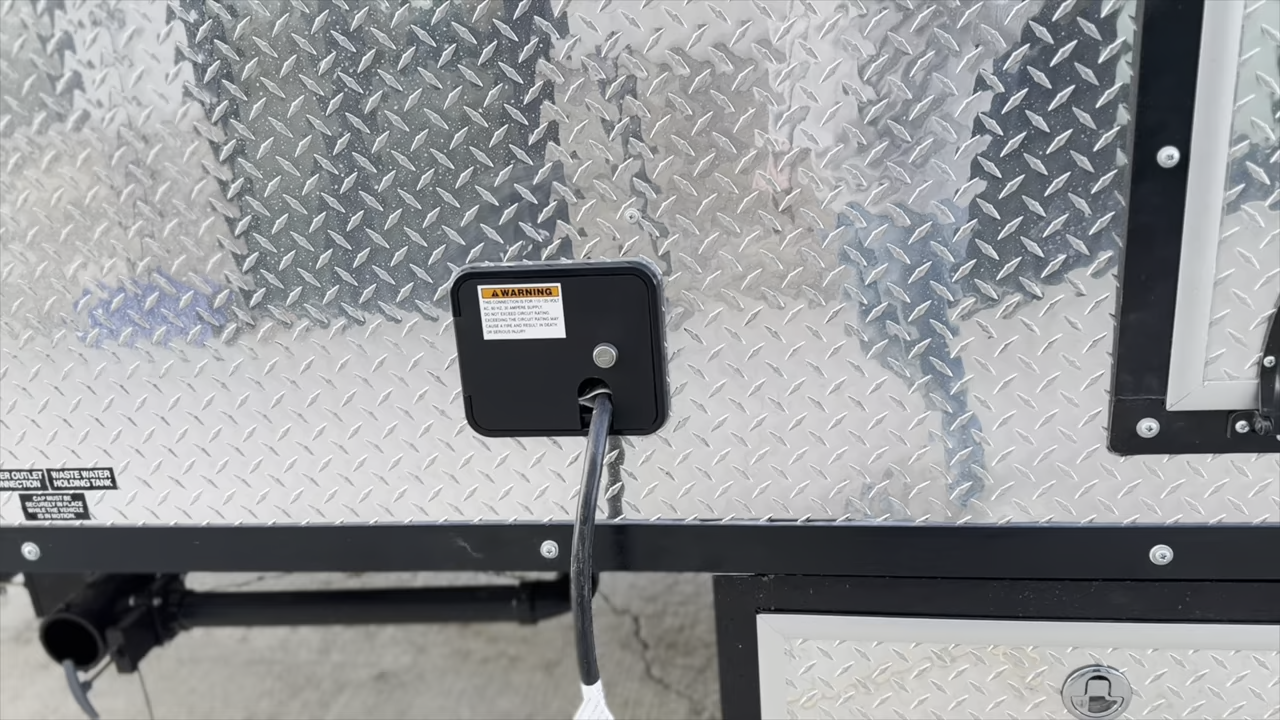 WARNING
THIS CONNECTION IS FOR 110-120-VOLT
AC, 60 HZ, 30 AMPERE SUPPLY.
DO NOT EXCEED CIRCUIT RATING.
EXCEEDING THE CIRCUIT RATING MAY
CAUSE A FIRE AND RESULT IN DEATH
OR SERIOUS INJURY.
ER OUTLET
NNECTION
WASTE WATER
HOLDING TANK
CAP MUST BE
SECURELY IN PLACE
WHILE THE VEHICLE
IS IN MOTION.